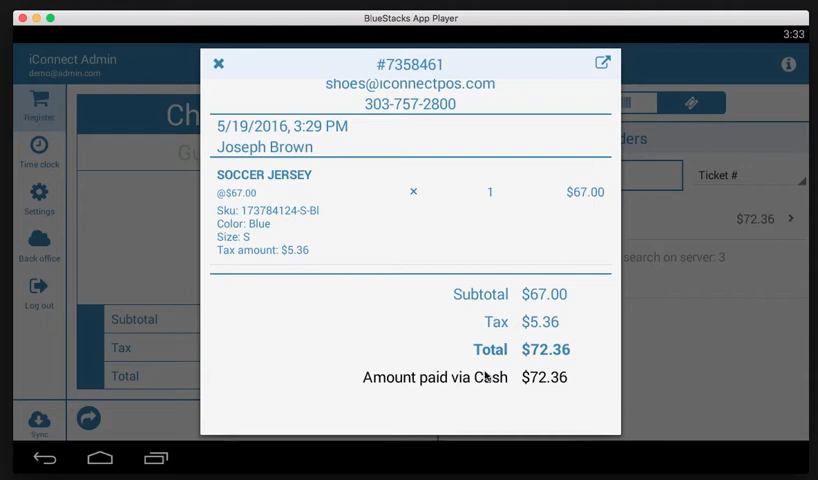 BlueStacks App Player
3:33
iConnect Admin
demo@admin.com
#7358461
shoes@iconnectpos.com
303-757-2800
5/19/2016, 3:29 PM
Joseph Brown
SOCCER JERSEY
@$67.00 × 1 $67.00
Sku: 173784124-S-Bl
Color: Blue
Size: S
Tax amount: $5.36
Subtotal $67.00
Tax $5.36
Total $72.36
Amount paid via Cash $72.36
Register
Time clock
Settings
Back office
Log out
Sync
Ch
Gu
Subtotal
Tax
Total
ders
Ticket #
$72.36
search on server: 3